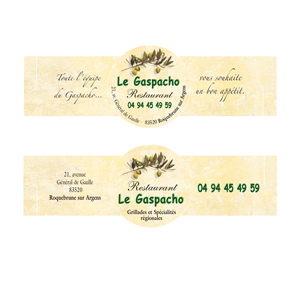 Toute l'équipe
du Gaspacho...
Le Gaspacho
Restaurant
04 94 45 49 59
21, av Général de Gaulle - 83520 Roquebrune sur Argens
vous souhaite
un bon appétit.
21, avenue
Général de Gaulle
83520
Roquebrune sur Argens
Restaurant
Le Gaspacho
Grillades et Spécialités
régionales
04 94 45 49 59